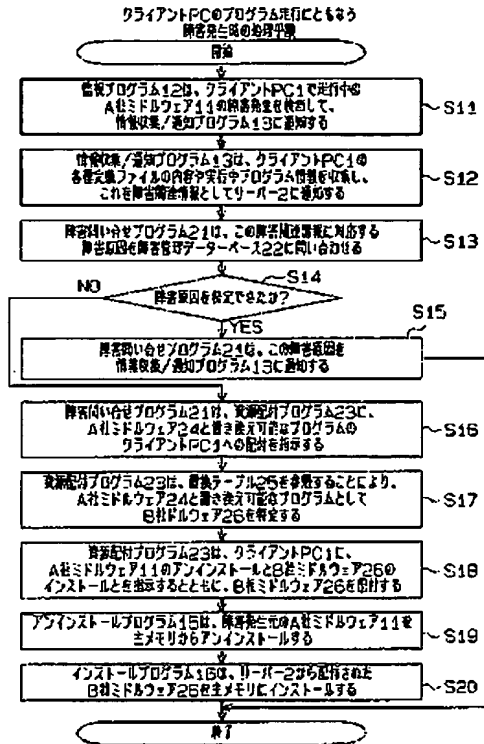 クライアントPCのプログラム走行にともなう
障害発生時の処理手順
開始
監視プログラム12は、クライアントPC1で走行中の
A社ミドルウェア11の障害発生を検出して、
情報収集/通知プログラム13に通知する
S11
情報収集/通知プログラム13は、クライアントPC1の
各種定義ファイルの内容や実行中プログラム情報を収集し、
これを障害関連情報としてサーバー2に通知する
S12
障害問い合せプログラム21は、この障害関連情報に対応する
障害原因を障害管理データーベース22に問い合わせる
S13
S14
NO
障害原因を特定できたか?
YES
S15
障害問い合せプログラム21は、この障害原因を
情報収集/通知プログラム13に通知する
障害問い合せプログラム21は、資源配付プログラム23に、
A社ミドルウェア24と置き換え可能なプログラムの
クライアントPC1への配付を指示する
S16
資源配付プログラム23は、置換テーブル25を参照することにより、
A社ミドルウェア24と置き換え可能なプログラムとして
B社ミドルウェア26を特定する
S17
資源配付プログラム23は、クライアントPC1に、
A社ミドルウェア11のアンインストールとB社ミドルウェア26の
インストールとを指示するとともに、B社ミドルウェア26を配付する
S18
アンインストールプログラム15は、障害発生元のA社ミドルウェア11を
主メモリからアンインストールする
S19
インストールプログラム16は、サーバー2から配付された
B社ミドルウェア26を主メモリにインストールする
S20
終了